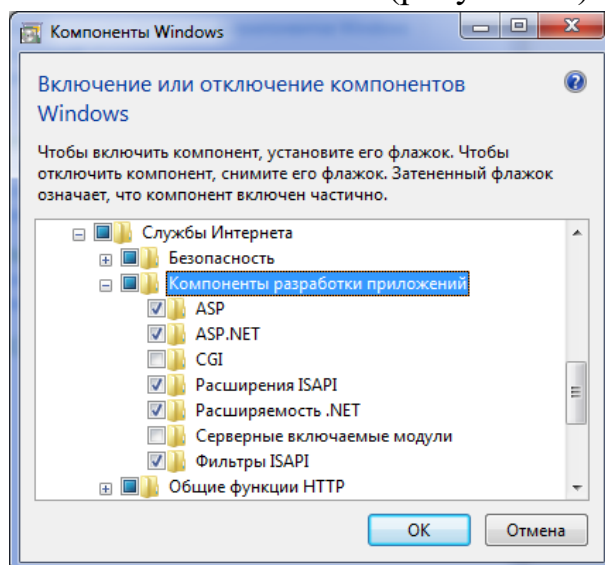 Компоненты Windows
Включение или отключение компонентов
Windows
Чтобы включить компонент, установите его флажок. Чтобы
отключить компонент, снимите его флажок. Затененный флажок
означает, что компонент включен частично.
Службы Интернета
Безопасность
Компоненты разработки приложений
ASP
ASP.NET
CGI
Расширения ISAPI
Расширяемость .NET
Серверные включаемые модули
Фильтры ISAPI
Общие функции HTTP
OK Отмена